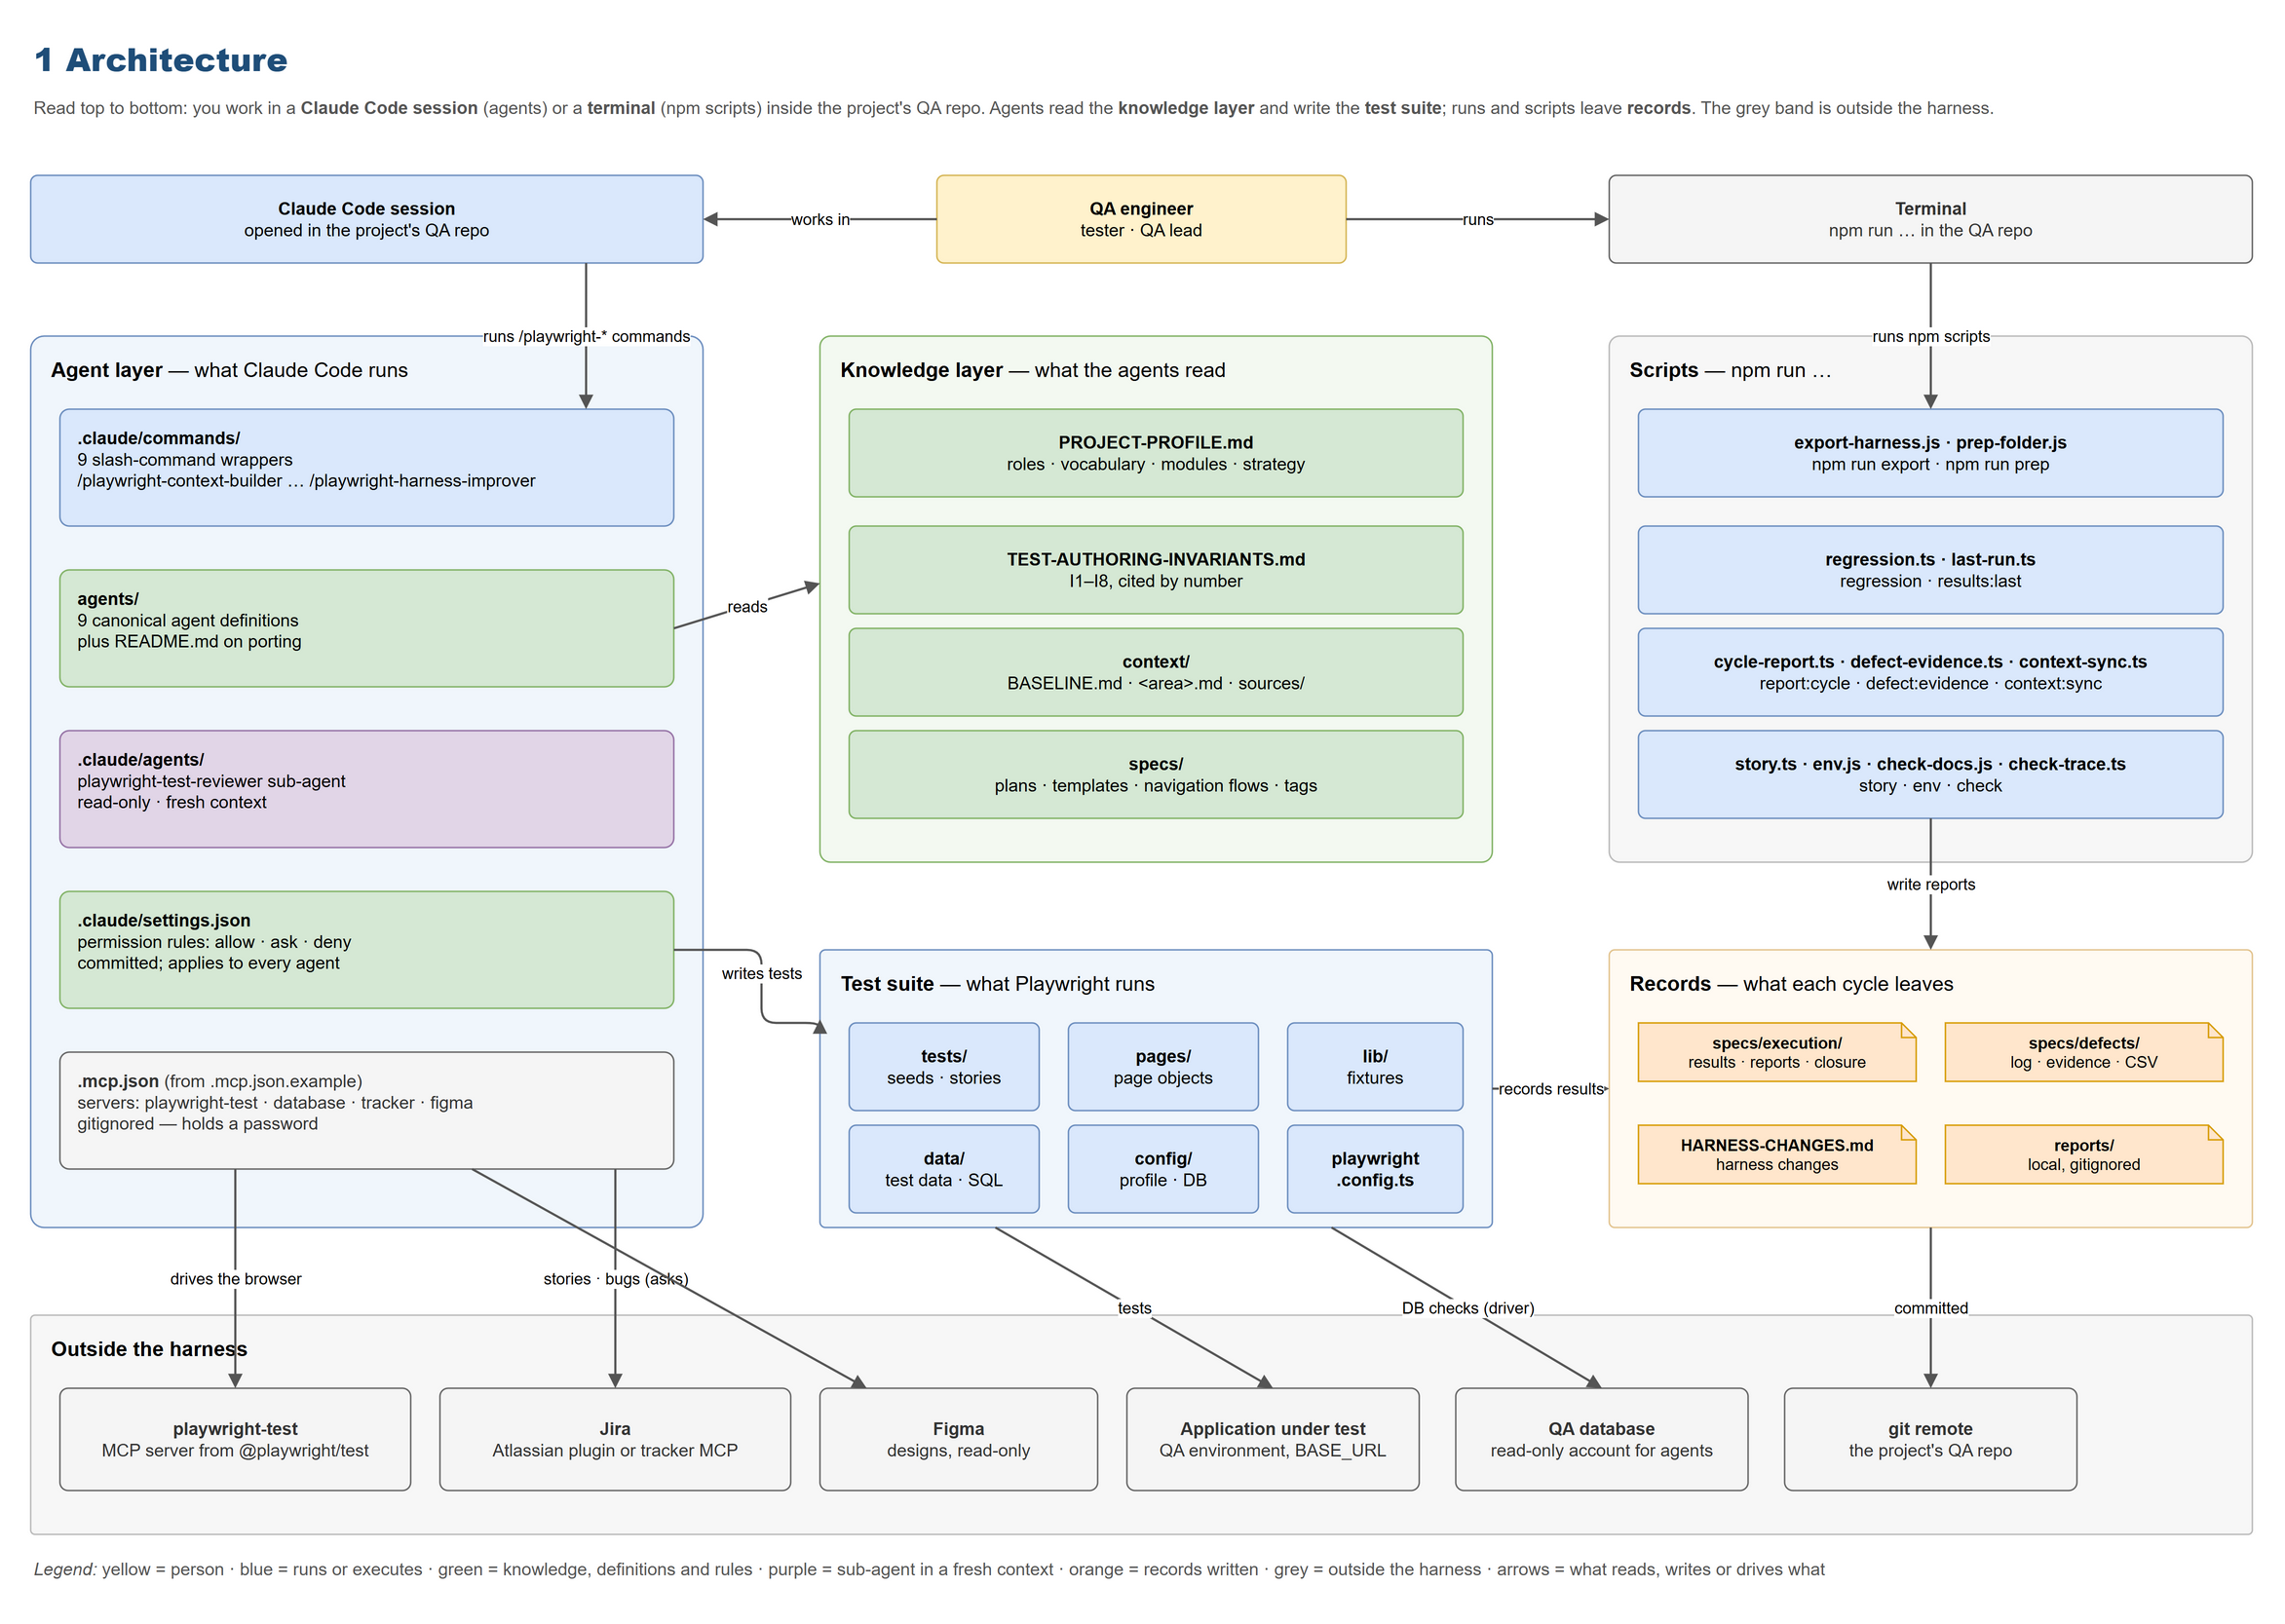 1 Architecture
Read top to bottom: you work in a Claude Code session (agents) or a terminal (npm scripts) inside the project's QA repo. Agents read the knowledge layer and write the test suite; runs and scripts leave records. The grey band is outside the harness.
Claude Code session
opened in the project's QA repo
works in
QA engineer
tester · QA lead
runs
Terminal
npm run … in the QA repo
runs /playwright-* commands
runs npm scripts
Agent layer — what Claude Code runs
.claude/commands/
9 slash-command wrappers
/playwright-context-builder … /playwright-harness-improver
agents/
9 canonical agent definitions
plus README.md on porting
.claude/agents/
playwright-test-reviewer sub-agent
read-only · fresh context
.claude/settings.json
permission rules: allow · ask · deny
committed; applies to every agent
.mcp.json (from .mcp.json.example)
servers: playwright-test · database · tracker · figma
gitignored — holds a password
reads
writes tests
Knowledge layer — what the agents read
PROJECT-PROFILE.md
roles · vocabulary · modules · strategy
TEST-AUTHORING-INVARIANTS.md
I1–I8, cited by number
context/
BASELINE.md · <area>.md · sources/
specs/
plans · templates · navigation flows · tags
Scripts — npm run …
export-harness.js · prep-folder.js
npm run export · npm run prep
regression.ts · last-run.ts
regression · results:last
cycle-report.ts · defect-evidence.ts · context-sync.ts
report:cycle · defect:evidence · context:sync
story.ts · env.js · check-docs.js · check-trace.ts
story · env · check
write reports
Test suite — what Playwright runs
tests/
seeds · stories
pages/
page objects
lib/
fixtures
data/
test data · SQL
config/
profile · DB
playwright
.config.ts
records results
Records — what each cycle leaves
specs/execution/
results · reports · closure
specs/defects/
log · evidence · CSV
HARNESS-CHANGES.md
harness changes
reports/
local, gitignored
drives the browser
stories · bugs (asks)
tests
DB checks (driver)
committed
Outside the harness
playwright-test
MCP server from @playwright/test
Jira
Atlassian plugin or tracker MCP
Figma
designs, read-only
Application under test
QA environment, BASE_URL
QA database
read-only account for agents
git remote
the project's QA repo
Legend: yellow = person · blue = runs or executes · green = knowledge, definitions and rules · purple = sub-agent in a fresh context · orange = records written · grey = outside the harness · arrows = what reads, writes or drives what